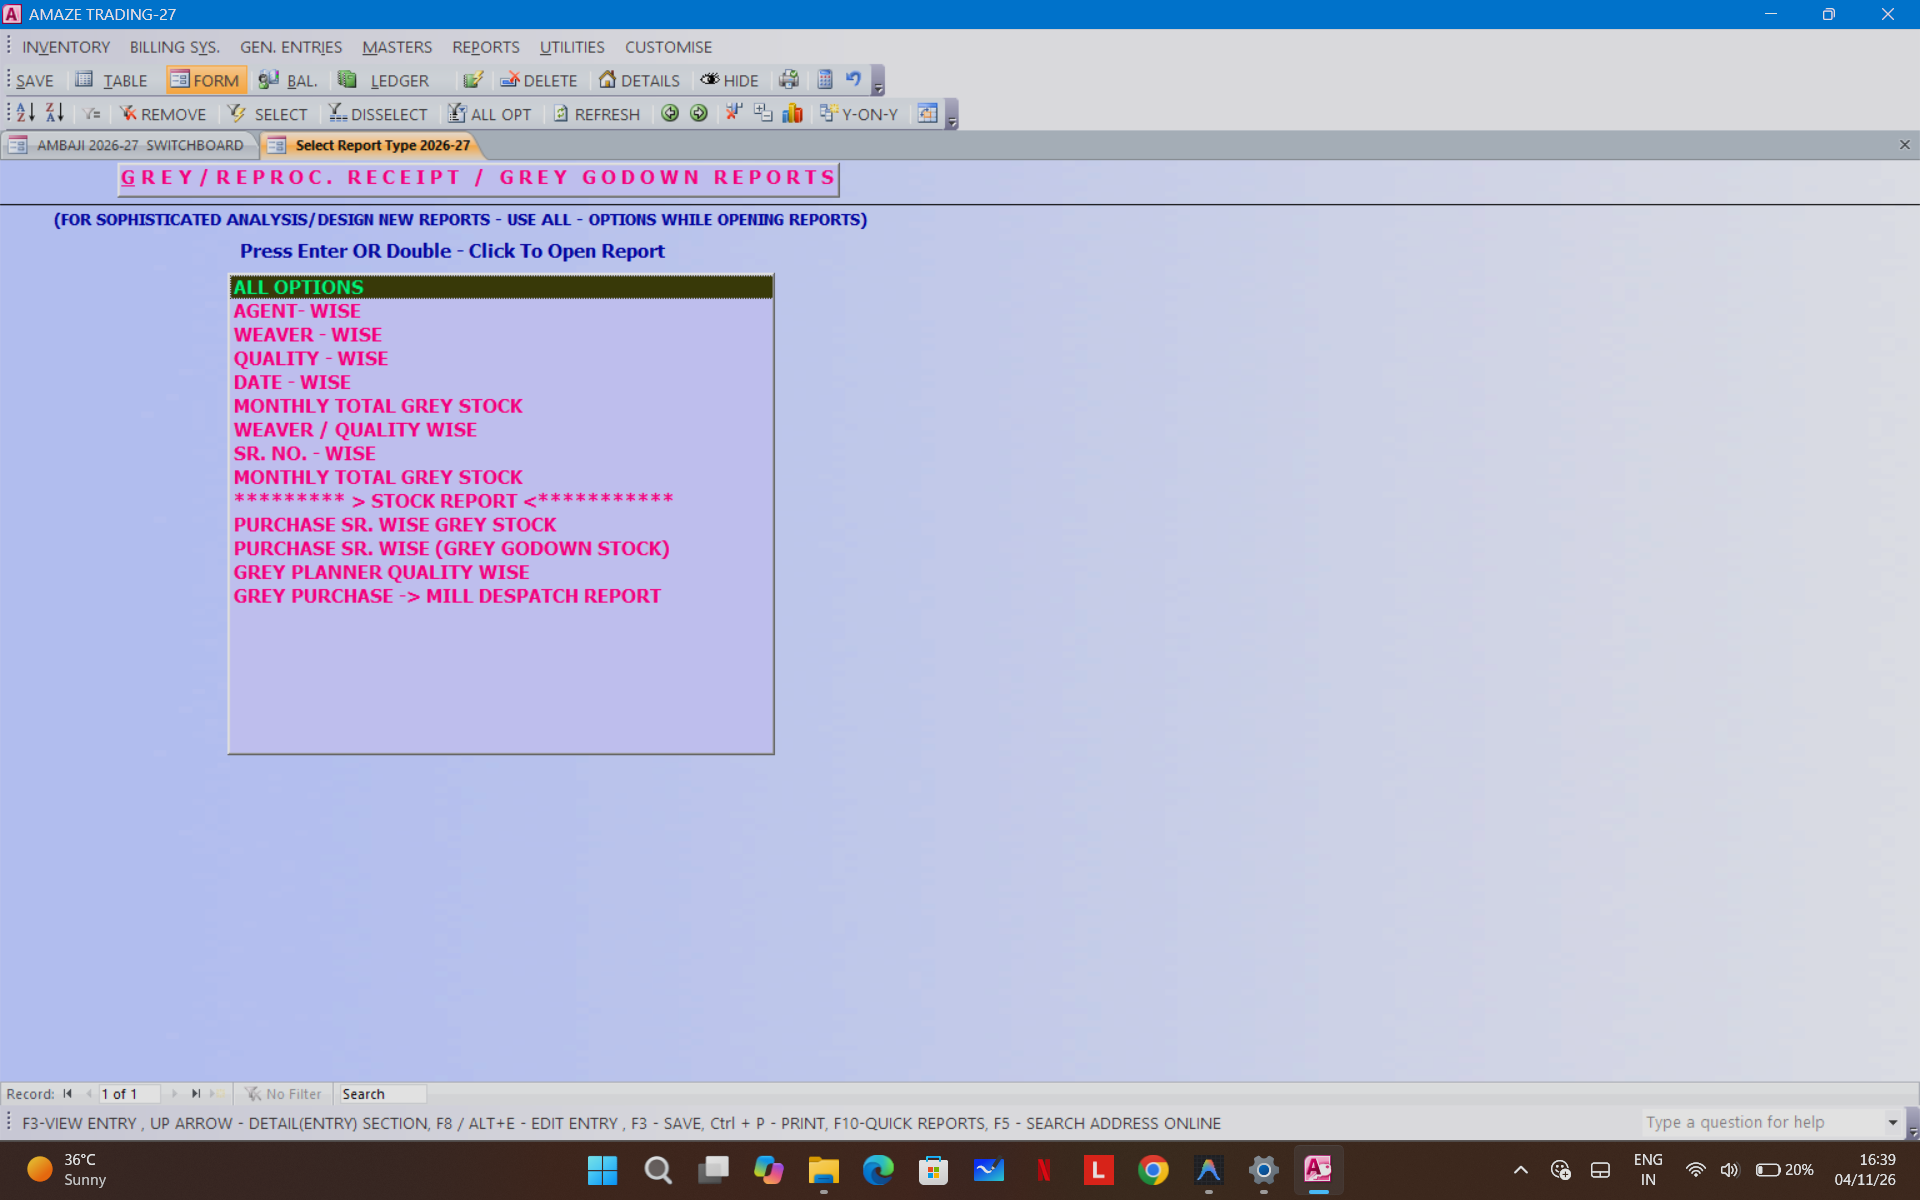 AMAZE TRADING-27
INVENTORY BILLING SYS. GEN. ENTRIES MASTERS REPORTS UTILITIES CUSTOMISE
SAVE TABLE FORM BAL. LEDGER DELETE DETAILS HIDE
REMOVE SELECT DISSELECT ALL OPT REFRESH Y-ON-Y
AMBAJI 2026-27 SWITCHBOARD Select Report Type 2026-27
GREY/REPROC. RECEIPT / GREY GODOWN REPORTS
(FOR SOPHISTICATED ANALYSIS/DESIGN NEW REPORTS - USE ALL - OPTIONS WHILE OPENING REPORTS)
Press Enter OR Double - Click To Open Report
ALL OPTIONS
AGENT- WISE
WEAVER - WISE
QUALITY - WISE
DATE - WISE
MONTHLY TOTAL GREY STOCK
WEAVER / QUALITY WISE
SR. NO. - WISE
MONTHLY TOTAL GREY STOCK
********* > STOCK REPORT <***********
PURCHASE SR. WISE GREY STOCK
PURCHASE SR. WISE (GREY GODOWN STOCK)
GREY PLANNER QUALITY WISE
GREY PURCHASE -> MILL DESPATCH REPORT
Record: 1 of 1 No Filter Search
F3-VIEW ENTRY , UP ARROW - DETAIL(ENTRY) SECTION, F8 / ALT+E - EDIT ENTRY , F3 - SAVE, Ctrl + P - PRINT, F10-QUICK REPORTS, F5 - SEARCH ADDRESS ONLINE Type a question for help
36°C
Sunny
ENG
IN
20%
16:39
04/11/26